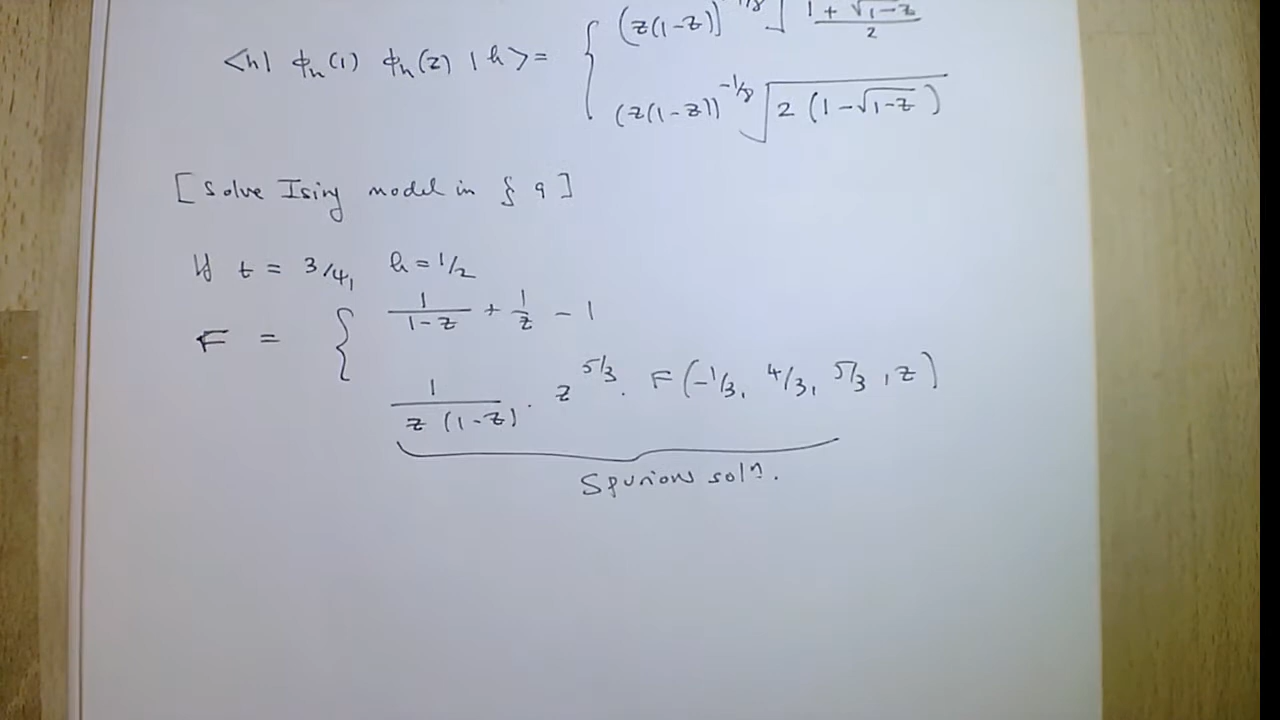 (z(1-z))^{-1/8} √(1+√(1-z) / 2)
<h| ϕ_h(1) ϕ_h(z) |h> = {
(z(1-z))^{-1/8} √(2(1-√(1-z)))
[Solve Ising model in § 9]
If t = 3/4, h = 1/2
F = { 1/(1-z) + 1/z - 1
1/(z(1-z)) · z^{5/3} · F(-1/3, 4/3, 5/3, z)
Spurious solⁿ.